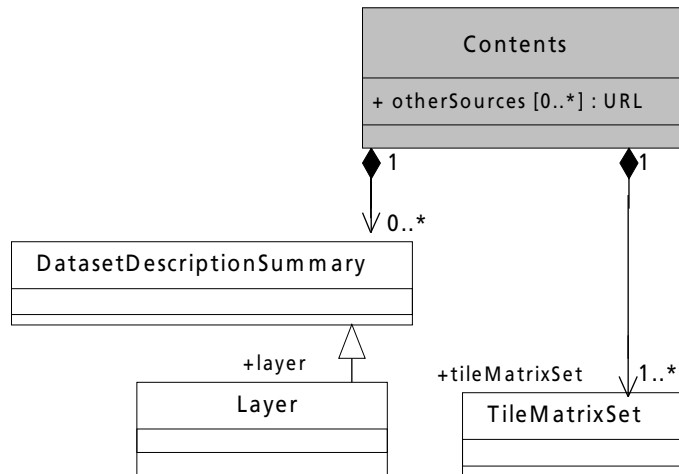 Contents
+ otherSources [0..*] : URL
1
1
0..*
DatasetDescriptionSummary
+layer
+tileMatrixSet
1..*
Layer
TileMatrixSet